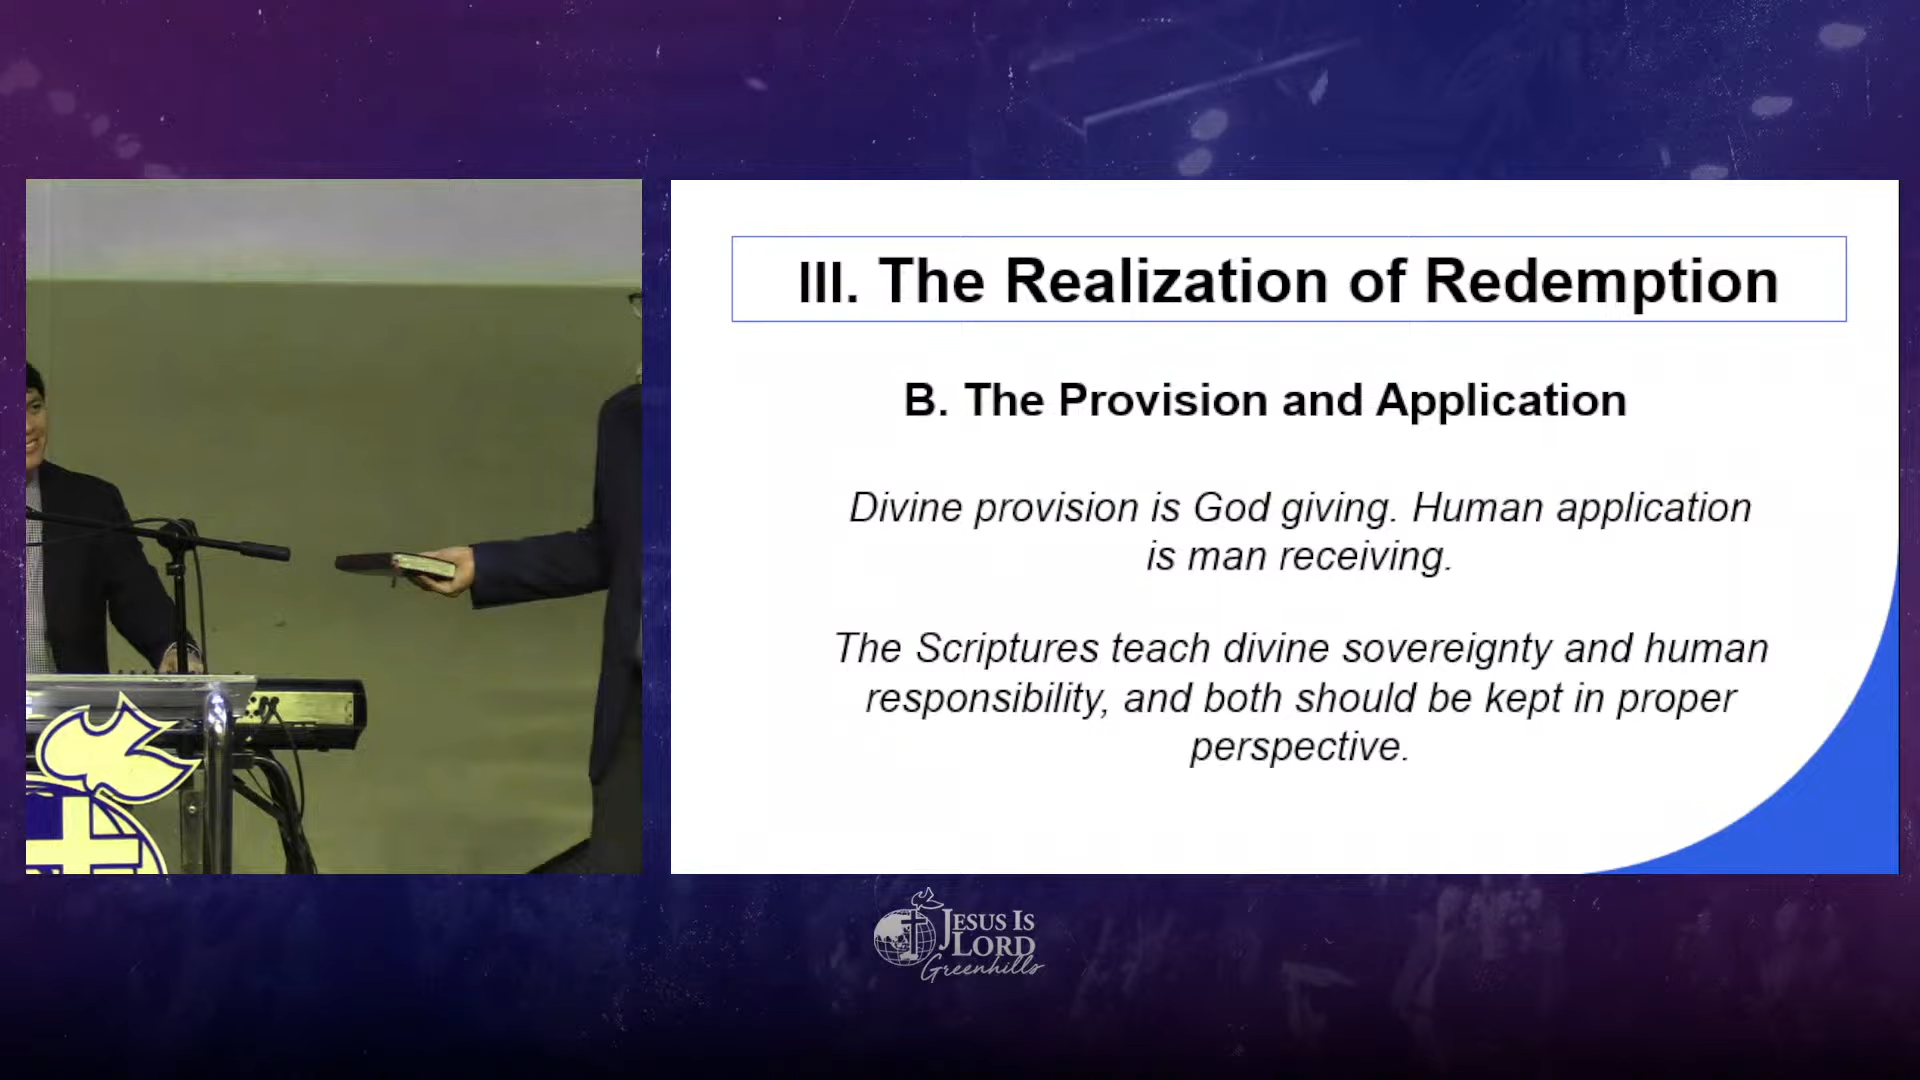 III. The Realization of Redemption
B. The Provision and Application
Divine provision is God giving. Human application
is man receiving.
The Scriptures teach divine sovereignty and human
responsibility, and both should be kept in proper
perspective.
JESUS IS
LORD
Greenhills